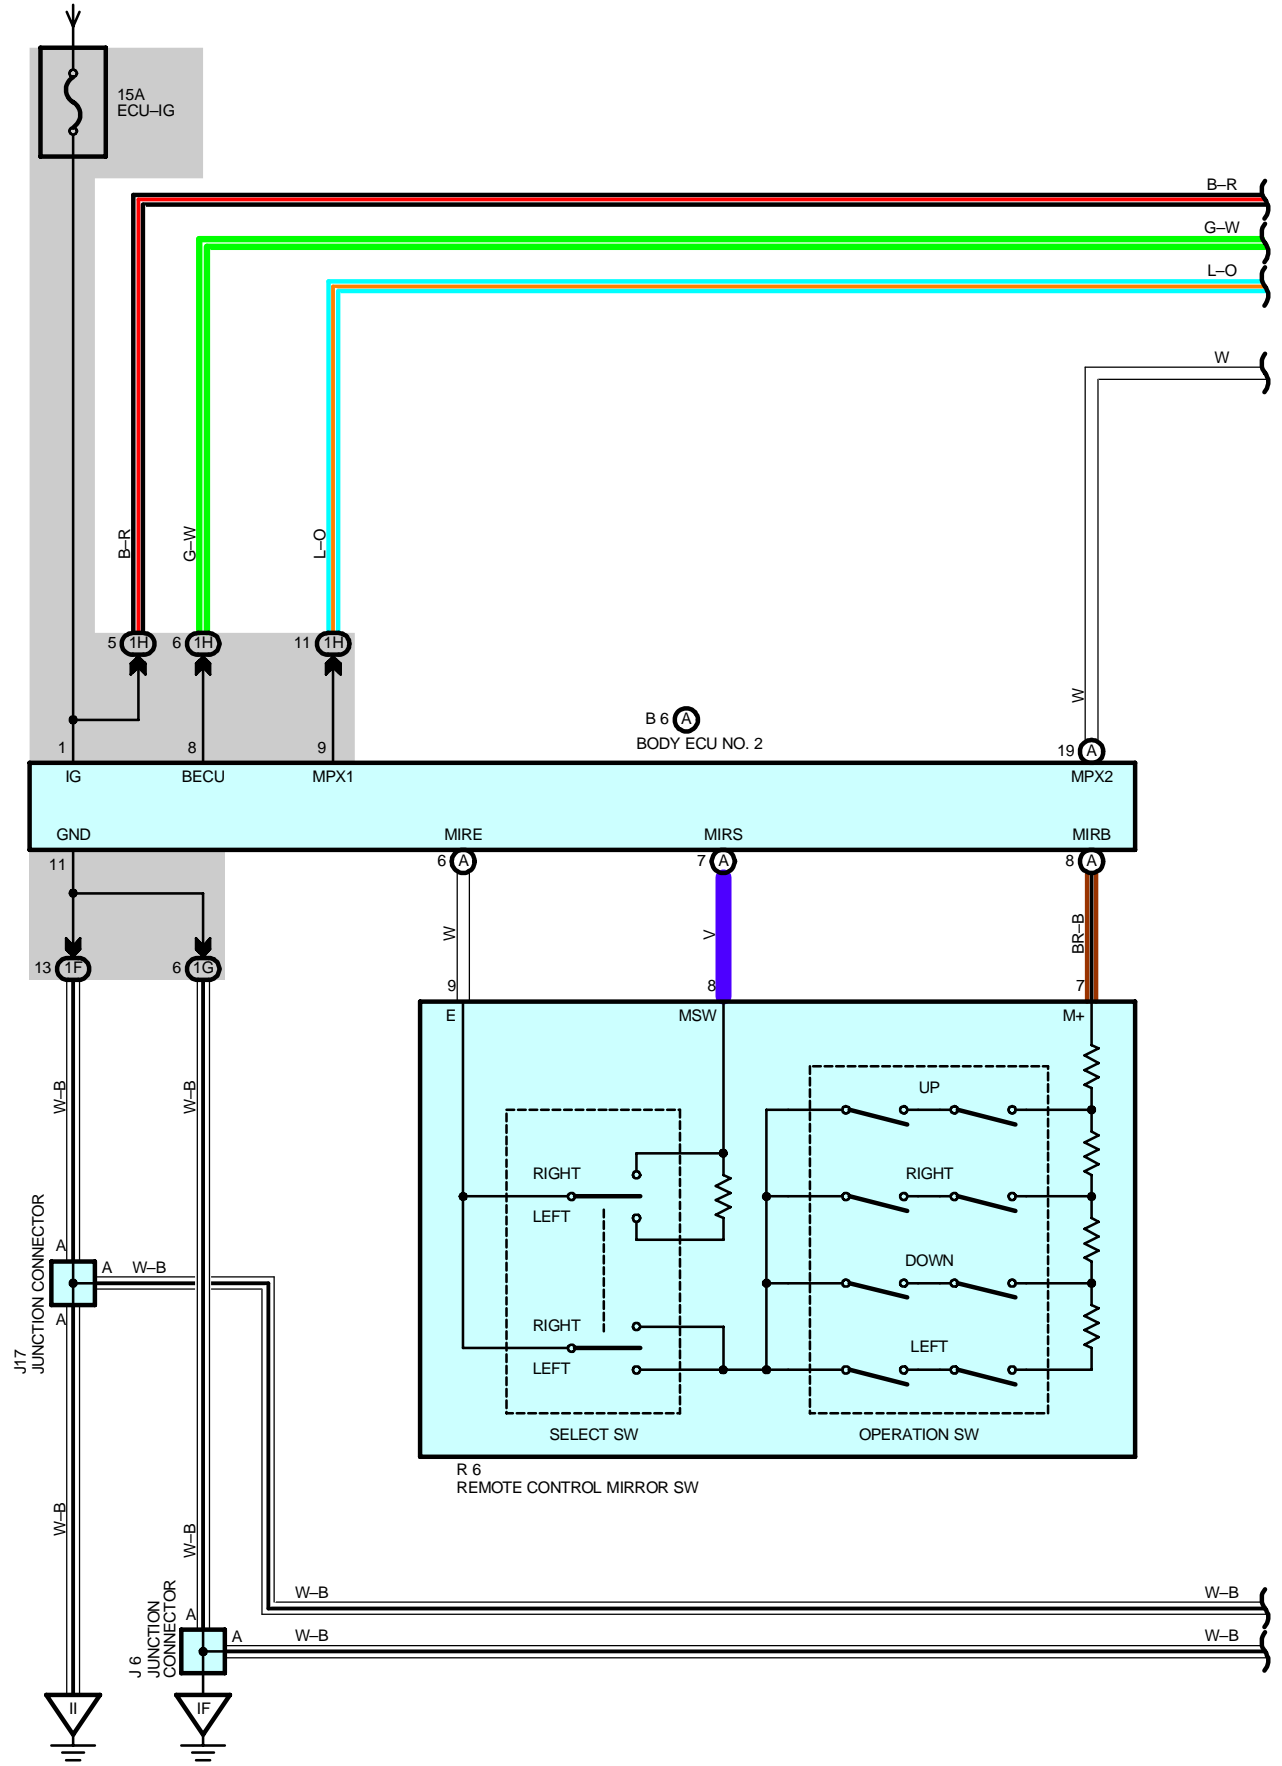 15A
ECU–IG
B–R
G–W
L–O
W
B–R
G–W
L–O
5 1H
6 1H
11 1H
W
B 6 A
BODY ECU NO. 2
1
8
9
19 A
IG
BECU
MPX1
MPX2
GND
MIRE
MIRS
MIRB
11
6 A
7 A
8 A
W
V
BR–B
13 1F
6 1G
9
8
7
E
MSW
M+
W–B
W–B
UP
RIGHT
LEFT
RIGHT
DOWN
RIGHT
LEFT
LEFT
SELECT SW
OPERATION SW
A
A
W–B
A
J17
JUNCTION CONNECTOR
R 6
REMOTE CONTROL MIRROR SW
W–B
W–B
W–B
W–B
A
A
W–B
W–B
J 6
JUNCTION
CONNECTOR
II
IF